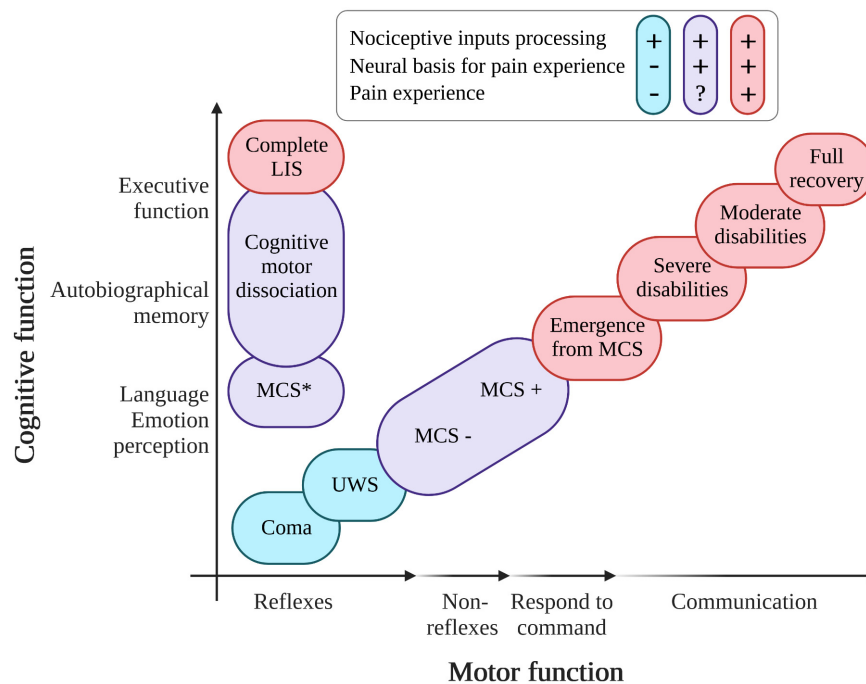 Nociceptive inputs processing + + +
Neural basis for pain experience - + +
Pain experience - ? +
Cognitive function
Executive
function
Autobiographical
memory
Language
Emotion
perception
Complete
LIS
Cognitive
motor
dissociation
MCS*
Coma
UWS
MCS -
MCS +
Emergence
from MCS
Severe
disabilities
Moderate
disabilities
Full
recovery
Reflexes
Non-
reflexes
Respond to
command
Communication
Motor function